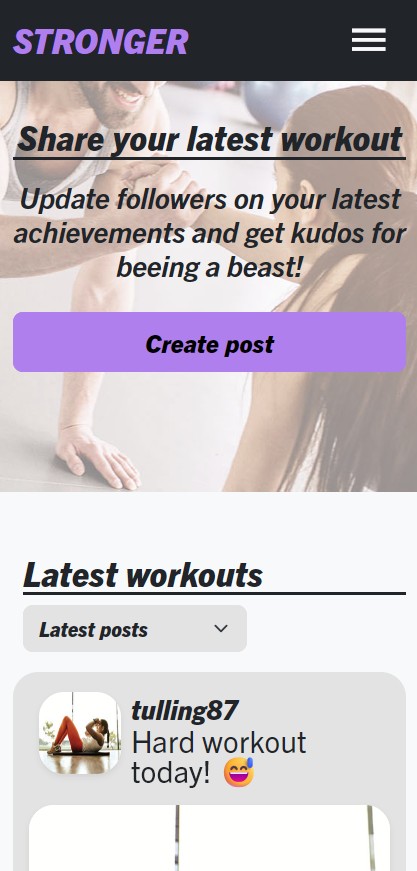 STRONGER
Share your latest workout
Update followers on your latest
achievements and get kudos for
beeing a beast!
Create post
Latest workouts
Latest posts
tulling87
Hard workout
today! 😅